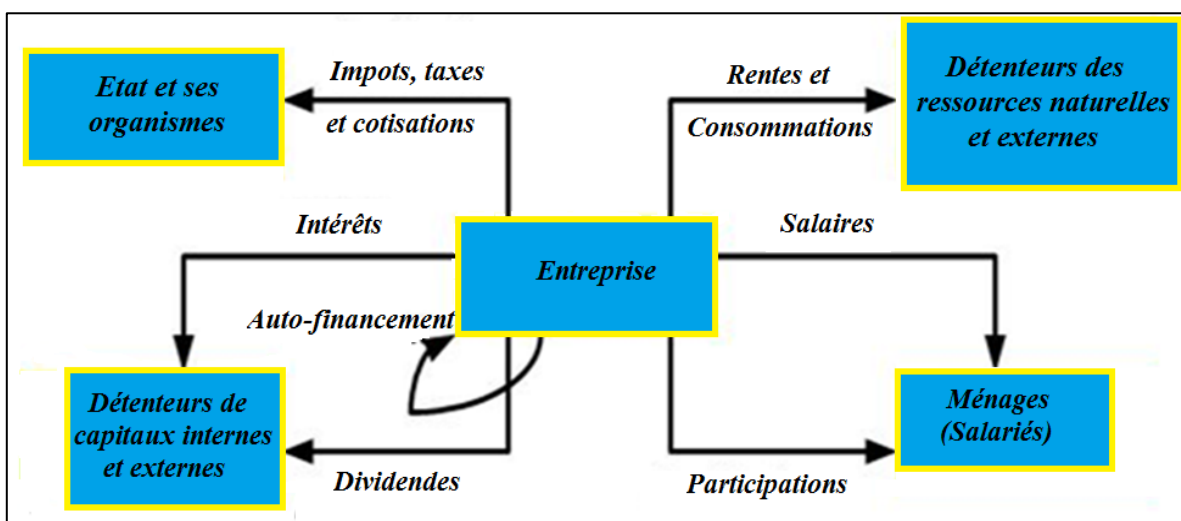 Etat et ses
organismes
Impots, taxes
et cotisations
Rentes et
Consommations
Détenteurs des
ressources naturelles
et externes
Intérêts
Entreprise
Salaires
Auto-financement
Détenteurs de
capitaux internes
et externes
Dividendes
Participations
Ménages
(Salariés)